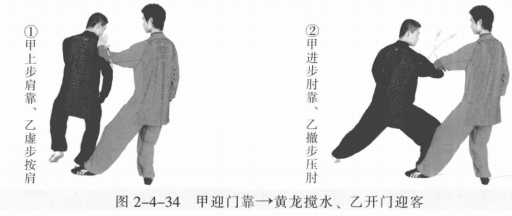 ①甲上步肩靠、乙虚步按肩
②甲进步肘靠、乙撤步压肘
图 2-4-34 甲迎门靠→黄龙搅水、乙开门迎客